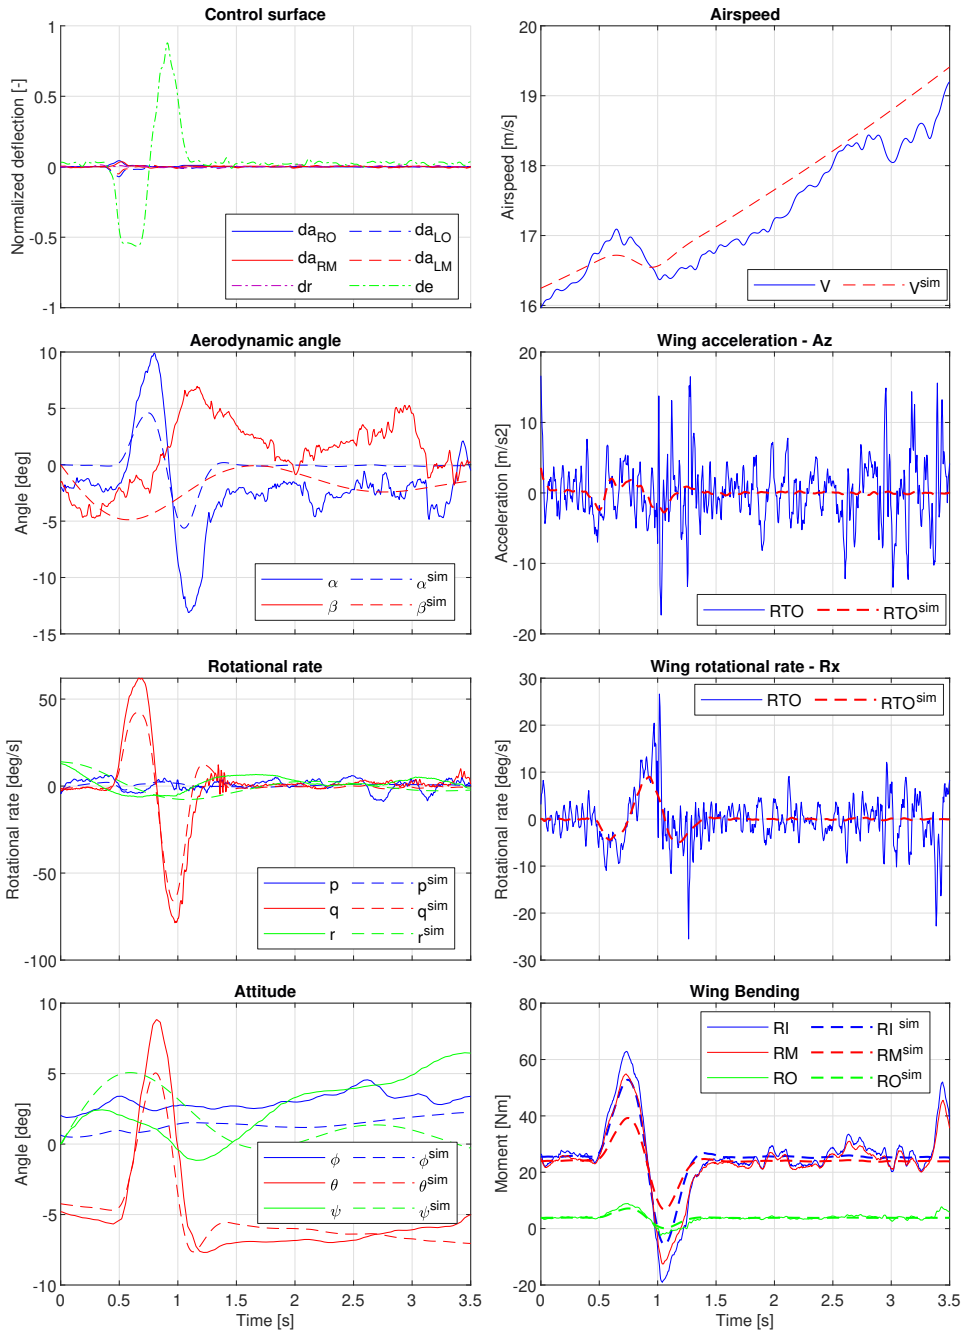 Control surface
Normalized deflection [-]
1
0.5
0
-0.5
-1
da_RO da_LO
da_RM da_LM
dr de
Airspeed
Airspeed [m/s]
20
19
18
17
16
V V^sim
Aerodynamic angle
Angle [deg]
10
5
0
-5
-10
-15
α α^sim
β β^sim
Wing acceleration - Az
Acceleration [m/s2]
20
10
0
-10
-20
RTO RTO^sim
Rotational rate
Rotational rate [deg/s]
50
0
-50
-100
p p^sim
q q^sim
r r^sim
Wing rotational rate - Rx
Rotational rate [deg/s]
30
20
10
0
-10
-20
-30
RTO RTO^sim
Attitude
Angle [deg]
10
5
0
-5
-10
ϕ ϕ^sim
θ θ^sim
ψ ψ^sim
0 0.5 1 1.5 2 2.5 3 3.5
Time [s]
Wing Bending
Moment [Nm]
80
60
40
20
0
-20
RI RI^sim
RM RM^sim
RO RO^sim
0 0.5 1 1.5 2 2.5 3 3.5
Time [s]